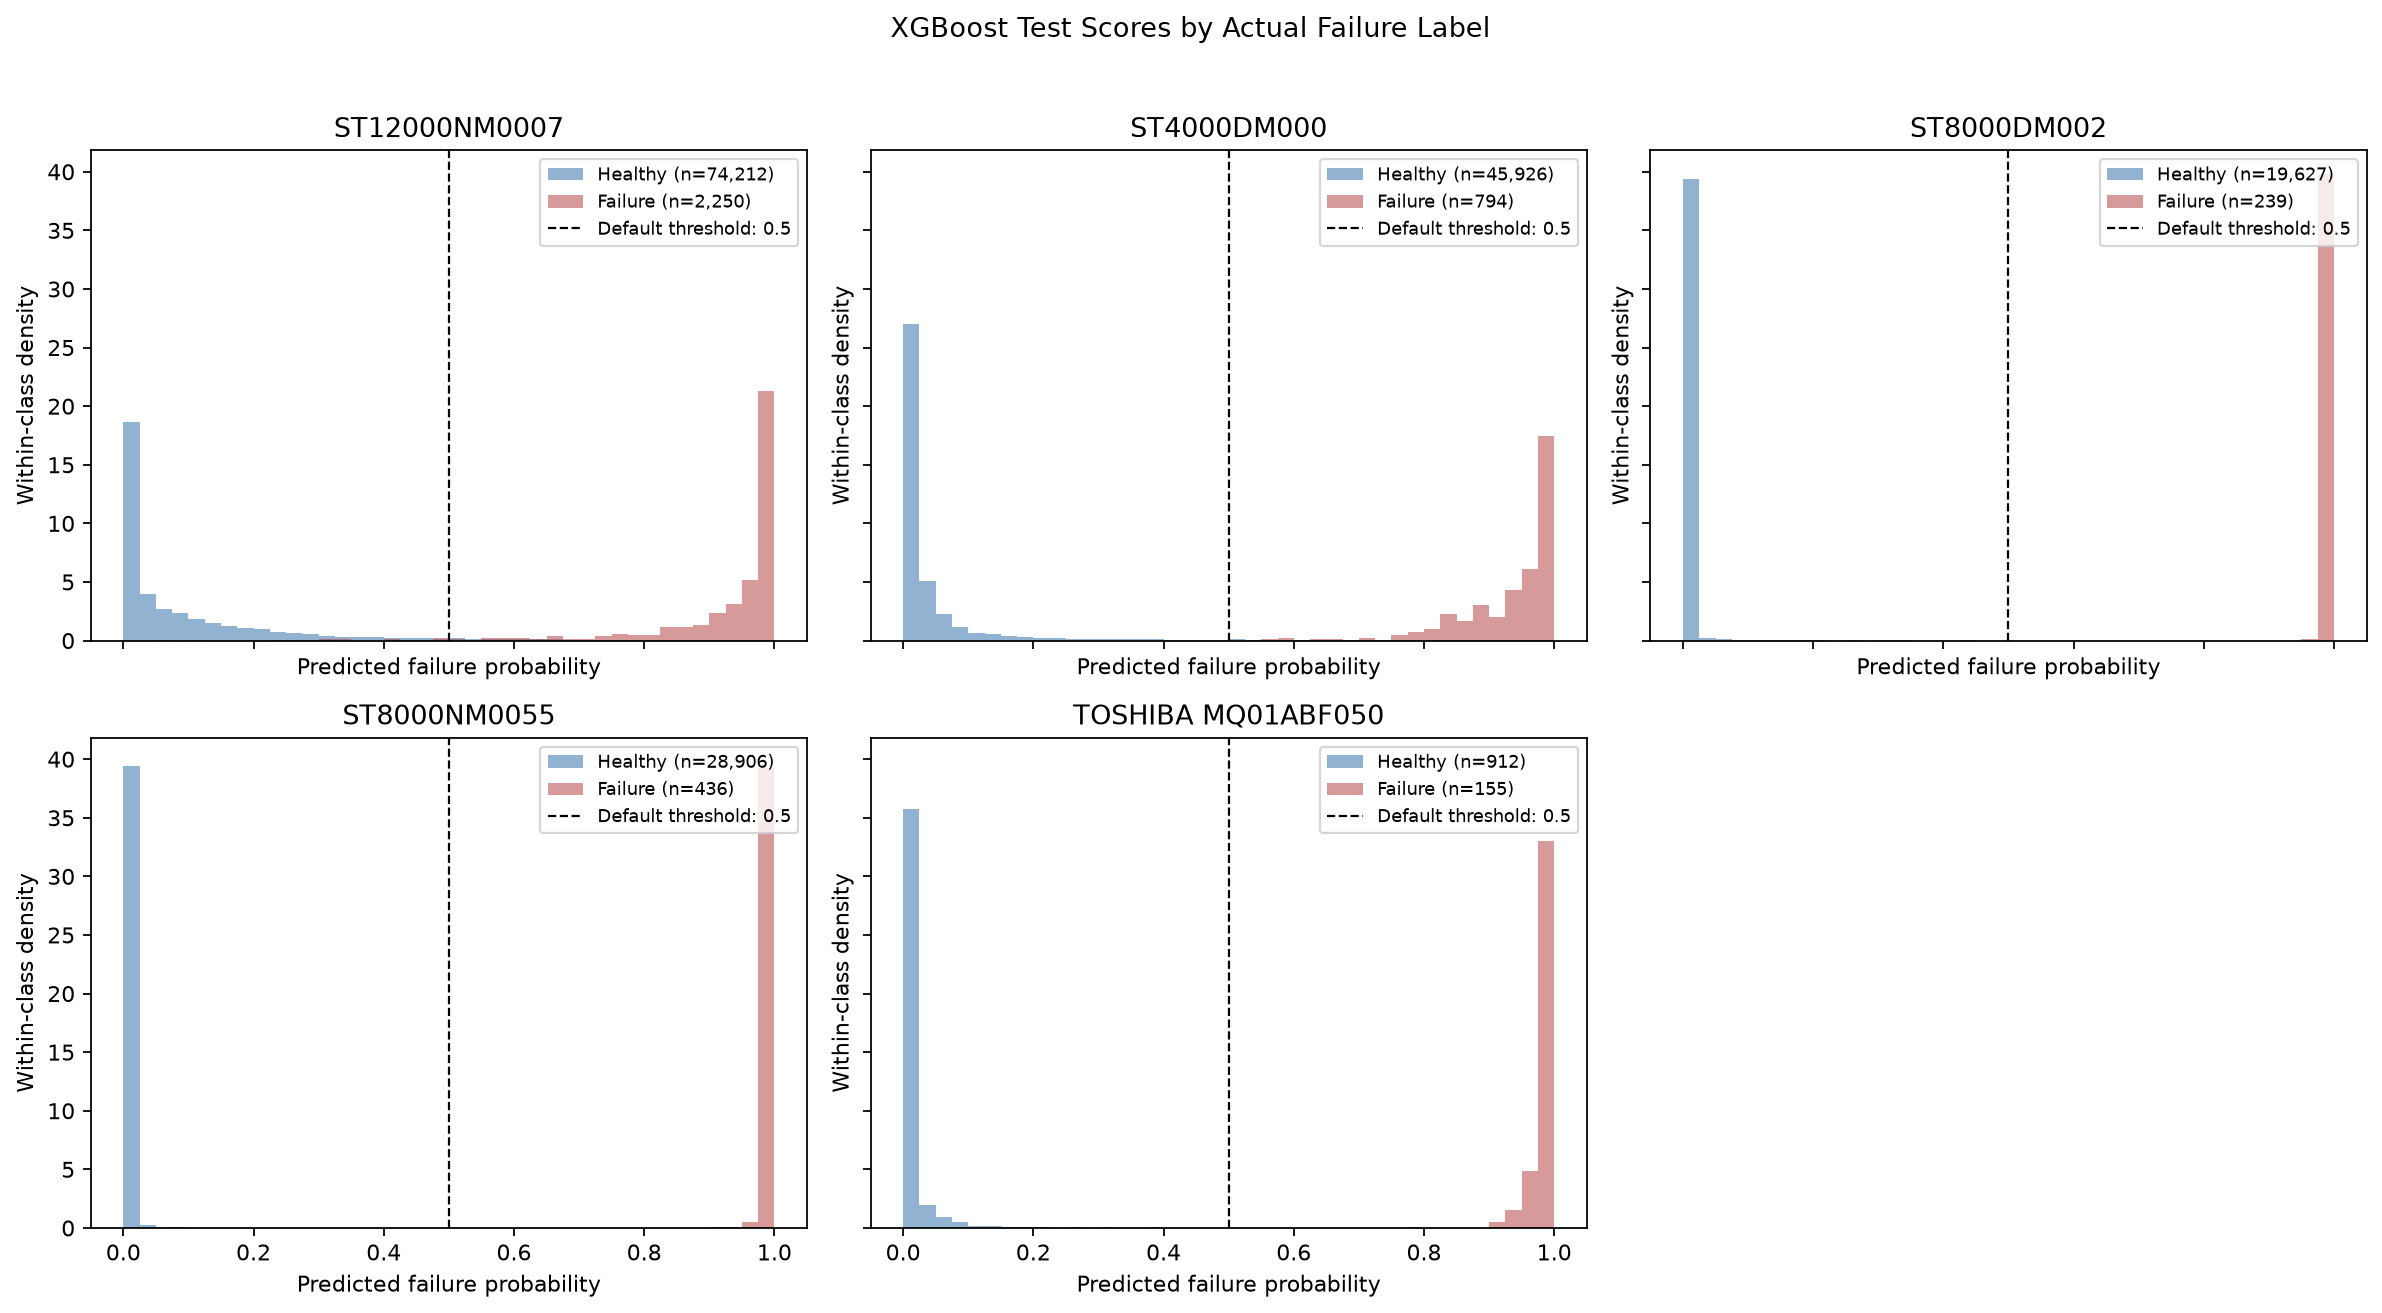 XGBoost Test Scores by Actual Failure Label
ST12000NM0007
Within-class density
40
35
30
25
20
15
10
5
0
Healthy (n=74,212)
Failure (n=2,250)
Default threshold: 0.5
Predicted failure probability
ST4000DM000
Within-class density
Healthy (n=45,926)
Failure (n=794)
Default threshold: 0.5
Predicted failure probability
ST8000DM002
Within-class density
Healthy (n=19,627)
Failure (n=239)
Default threshold: 0.5
Predicted failure probability
ST8000NM0055
Within-class density
40
35
30
25
20
15
10
5
0
Healthy (n=28,906)
Failure (n=436)
Default threshold: 0.5
0.0 0.2 0.4 0.6 0.8 1.0
Predicted failure probability
TOSHIBA MQ01ABF050
Within-class density
Healthy (n=912)
Failure (n=155)
Default threshold: 0.5
0.0 0.2 0.4 0.6 0.8 1.0
Predicted failure probability